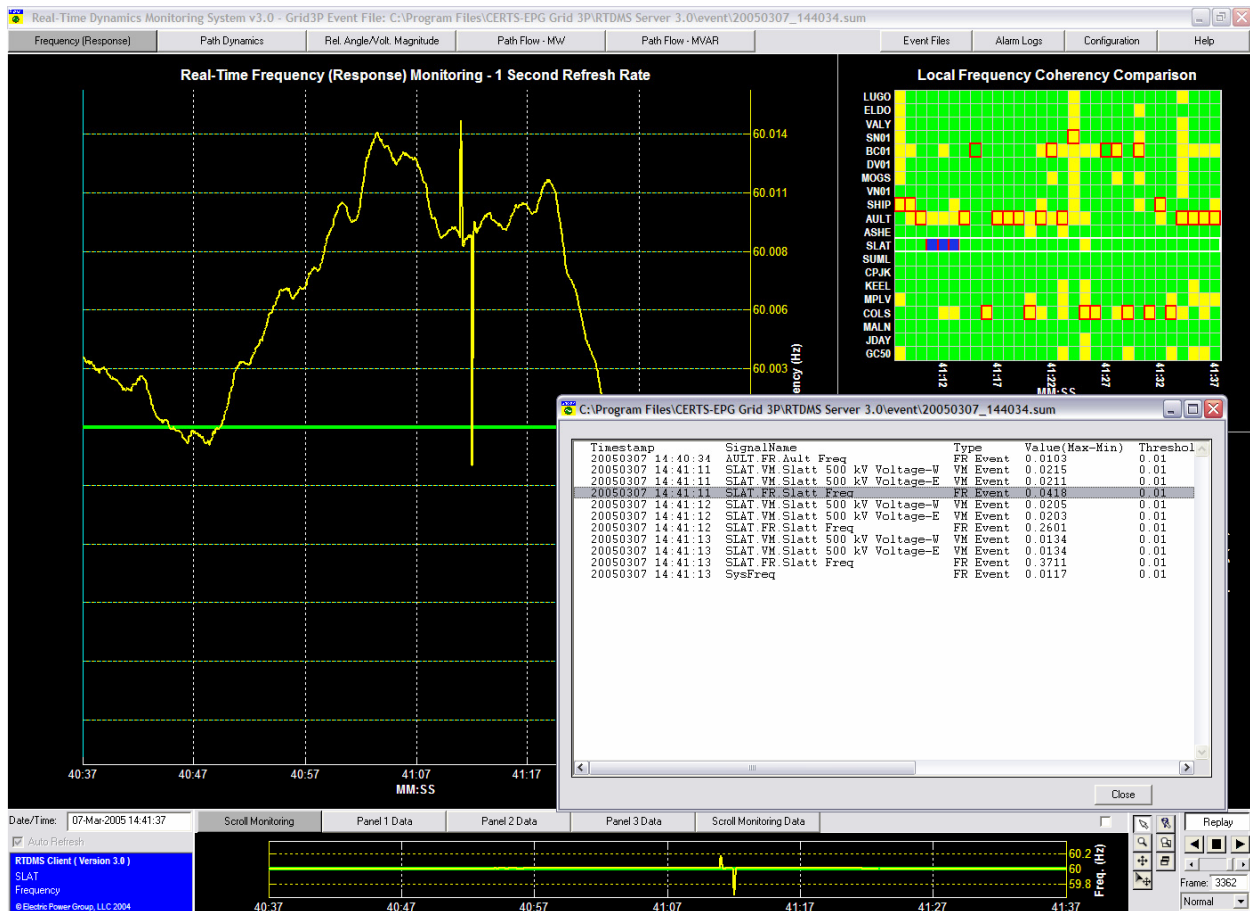 Real-Time Dynamics Monitoring System v3.0 - Grid3P Event File: C:\Program Files\CERTS-EPG Grid 3P\RTDMS Server 3.0\event\20050307_144034.sum
Frequency (Response) Path Dynamics Rel. Angle/Volt. Magnitude Path Flow - MW Path Flow - MVAR Event Files Alarm Logs Configuration Help
Real-Time Frequency (Response) Monitoring - 1 Second Refresh Rate
60.014
60.011
60.008
60.006
60.003
ency (Hz)
40:37 40:47 40:57 41:07 41:17
MM:SS
Local Frequency Coherency Comparison
LUGO
ELDO
VALY
SN01
BC01
DV01
MOGS
VN01
SHIP
AULT
ASHE
SLAT
SUML
CPJK
KEEL
MPLV
COLS
MALN
JDAY
GC50
41:12 41:17 41:22 41:27 41:32 41:37
MM:SS
C:\Program Files\CERTS-EPG Grid 3P\RTDMS Server 3.0\event\20050307_144034.sum
Timestamp SignalName Type Value(Max-Min) Threshol
20050307 14:40:34 AULT.FR.Ault Freq FR Event 0.0103 0.01
20050307 14:41:11 SLAT.VM.Slatt 500 kV Voltage-W VM Event 0.0215 0.01
20050307 14:41:11 SLAT.VM.Slatt 500 kV Voltage-E VM Event 0.0211 0.01
20050307 14:41:11 SLAT.FR.Slatt Freq FR Event 0.0418 0.01
20050307 14:41:12 SLAT.VM.Slatt 500 kV Voltage-W VM Event 0.0205 0.01
20050307 14:41:12 SLAT.VM.Slatt 500 kV Voltage-E VM Event 0.0203 0.01
20050307 14:41:12 SLAT.FR.Slatt Freq FR Event 0.2601 0.01
20050307 14:41:13 SLAT.VM.Slatt 500 kV Voltage-W VM Event 0.0134 0.01
20050307 14:41:13 SLAT.VM.Slatt 500 kV Voltage-E VM Event 0.0134 0.01
20050307 14:41:13 SLAT.FR.Slatt Freq FR Event 0.3711 0.01
20050307 14:41:13 SysFreq FR Event 0.0117 0.01
Close
Date/Time: 07-Mar-2005 14:41:37
Auto Refresh
RTDMS Client ( Version 3.0 )
SLAT
Frequency
© Electric Power Group, LLC 2004
Scroll Monitoring Panel 1 Data Panel 2 Data Panel 3 Data Scroll Monitoring Data
60.2
60
59.8
Freq. (Hz)
40:37 40:47 40:57 41:07 41:17 41:27 41:37
Replay
Frame: 3362
Normal